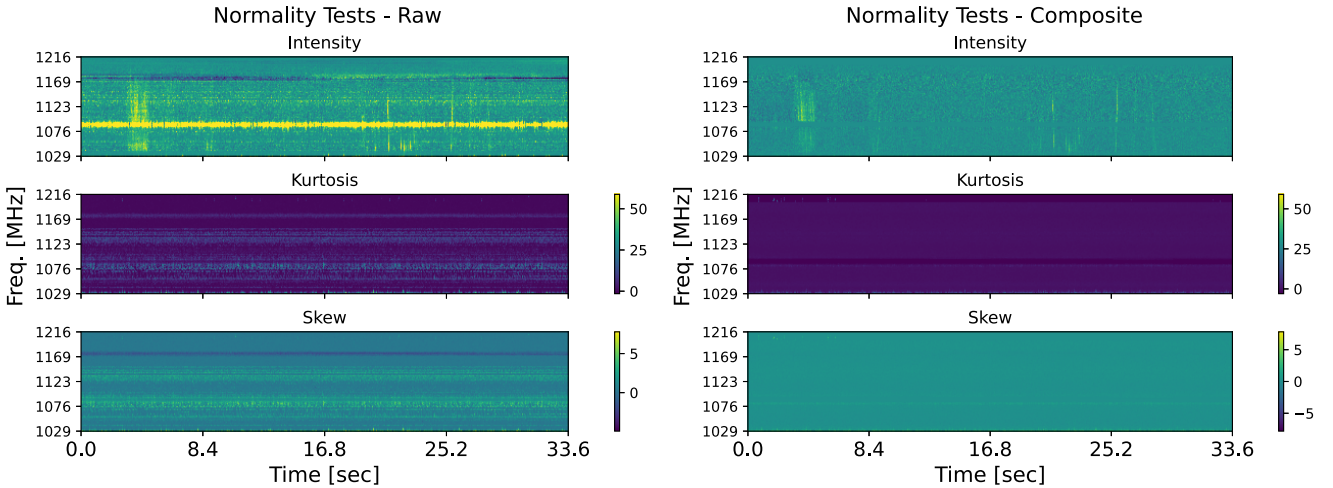 Normality Tests - Raw
Intensity
1216
1169
1123
1076
1029
Kurtosis
1216
1169
1123
1076
1029
50
25
0
Freq. [MHz]
Skew
1216
1169
1123
1076
1029
5
0
0.0 8.4 16.8 25.2 33.6
Time [sec]
Normality Tests - Composite
Intensity
1216
1169
1123
1076
1029
Kurtosis
1216
1169
1123
1076
1029
50
25
0
Freq. [MHz]
Skew
1216
1169
1123
1076
1029
5
0
−5
0.0 8.4 16.8 25.2 33.6
Time [sec]